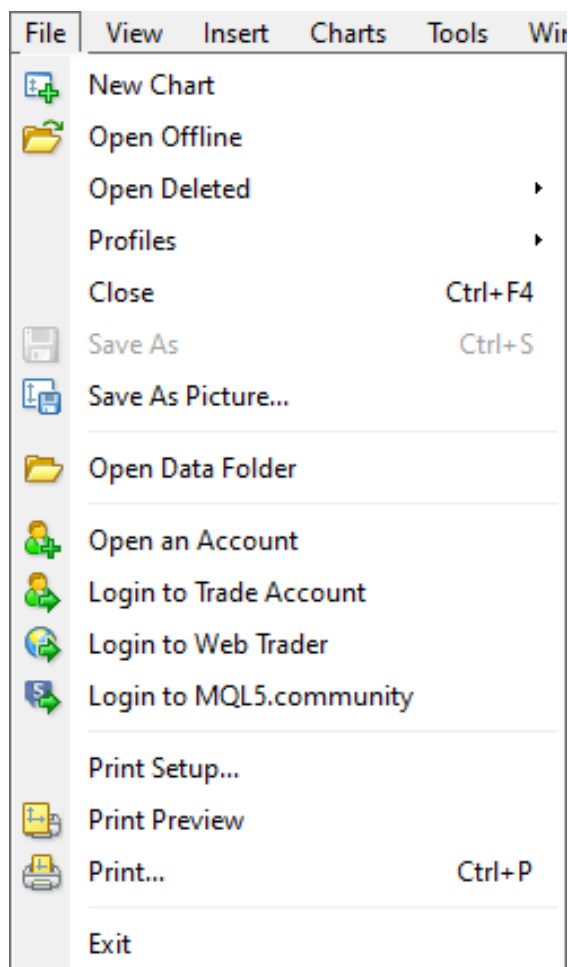 File View Insert Charts Tools
New Chart
Open Offline
Open Deleted
Profiles
Close Ctrl+F4
Save As Ctrl+S
Save As Picture...
Open Data Folder
Open an Account
Login to Trade Account
Login to Web Trader
Login to MQL5.community
Print Setup...
Print Preview
Print... Ctrl+P
Exit